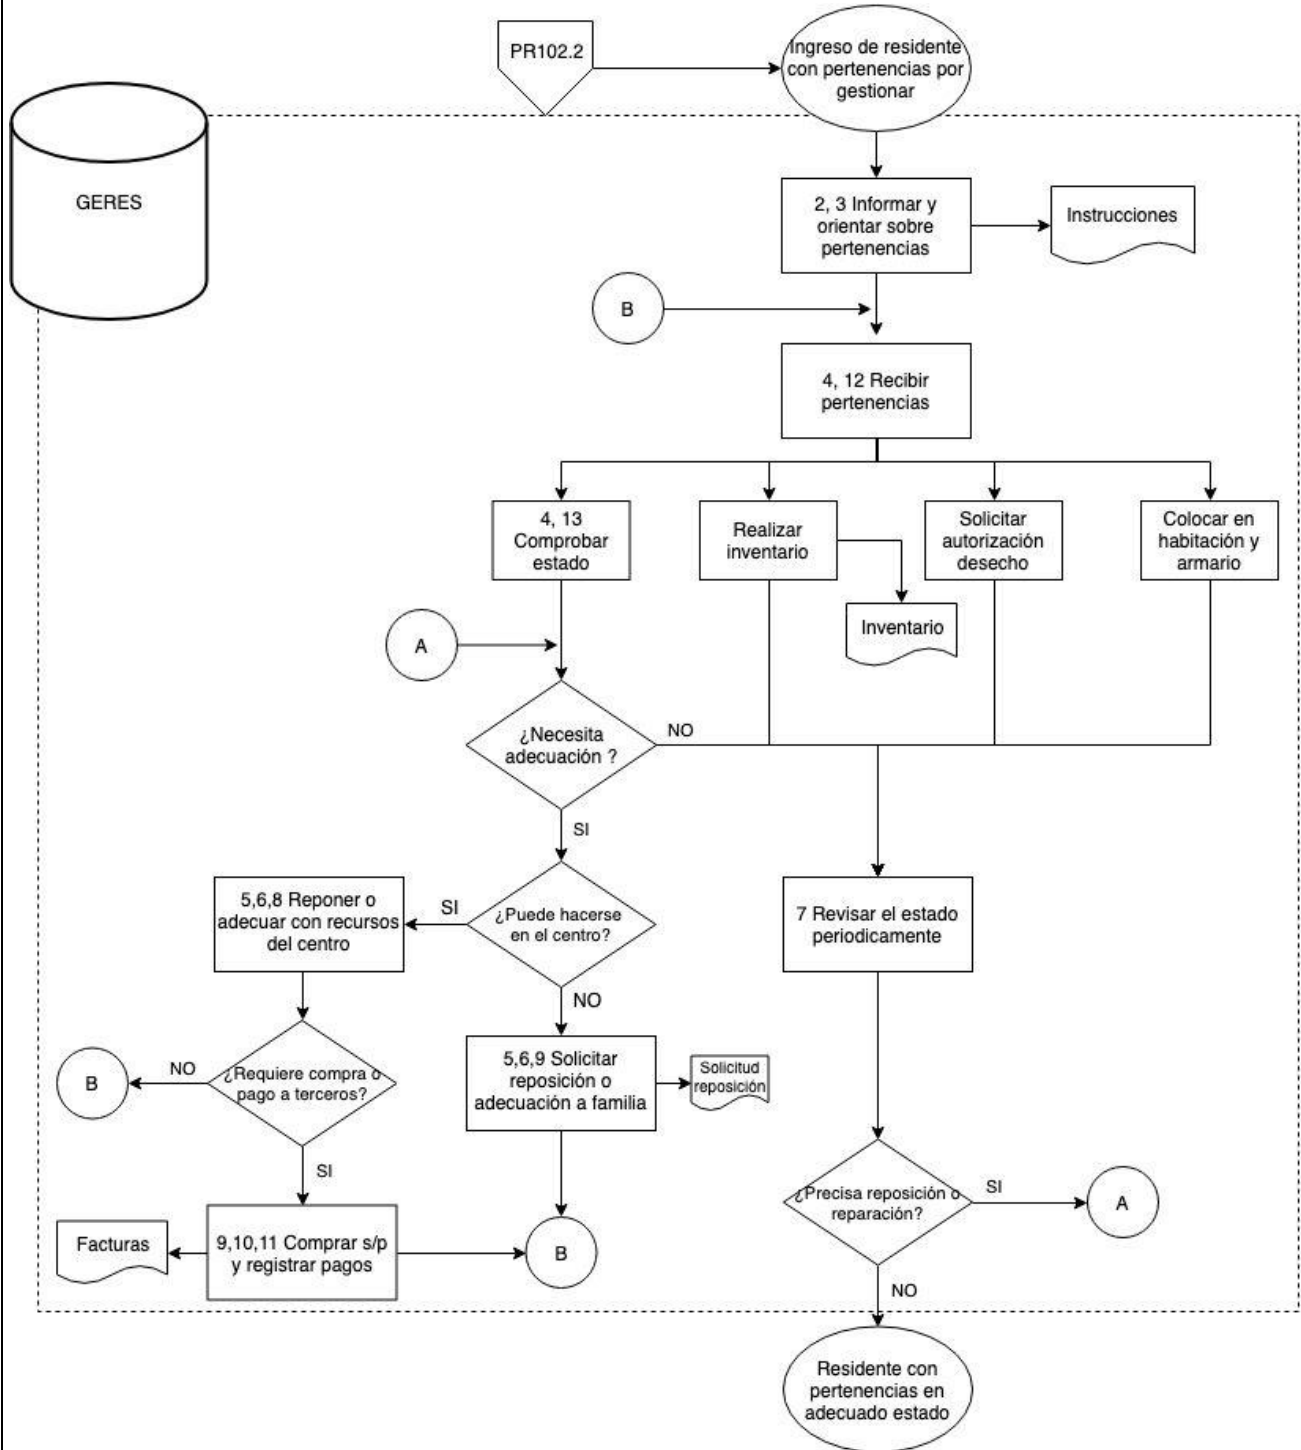 PR102.2
Ingreso de residente
con pertenencias por
gestionar
GERES
2, 3 Informar y
orientar sobre
pertenencias
Instrucciones
B
4, 12 Recibir
pertenencias
4, 13
Comprobar
estado
Realizar
inventario
Solicitar
autorización
desecho
Colocar en
habitación y
armario
Inventario
A
¿Necesita
adecuación ?
NO
SI
5,6,8 Reponer o
adecuar con recursos
del centro
SI
¿Puede hacerse
en el centro?
7 Revisar el estado
periodicamente
NO
B
NO
¿Requiere compra o
pago a terceros?
5,6,9 Solicitar
reposición o
adecuación a familia
Solicitud
reposición
SI
¿Precisa reposición o
reparación?
SI
A
Facturas
9,10,11 Comprar s/p
y registrar pagos
B
NO
Residente con
pertenencias en
adecuado estado